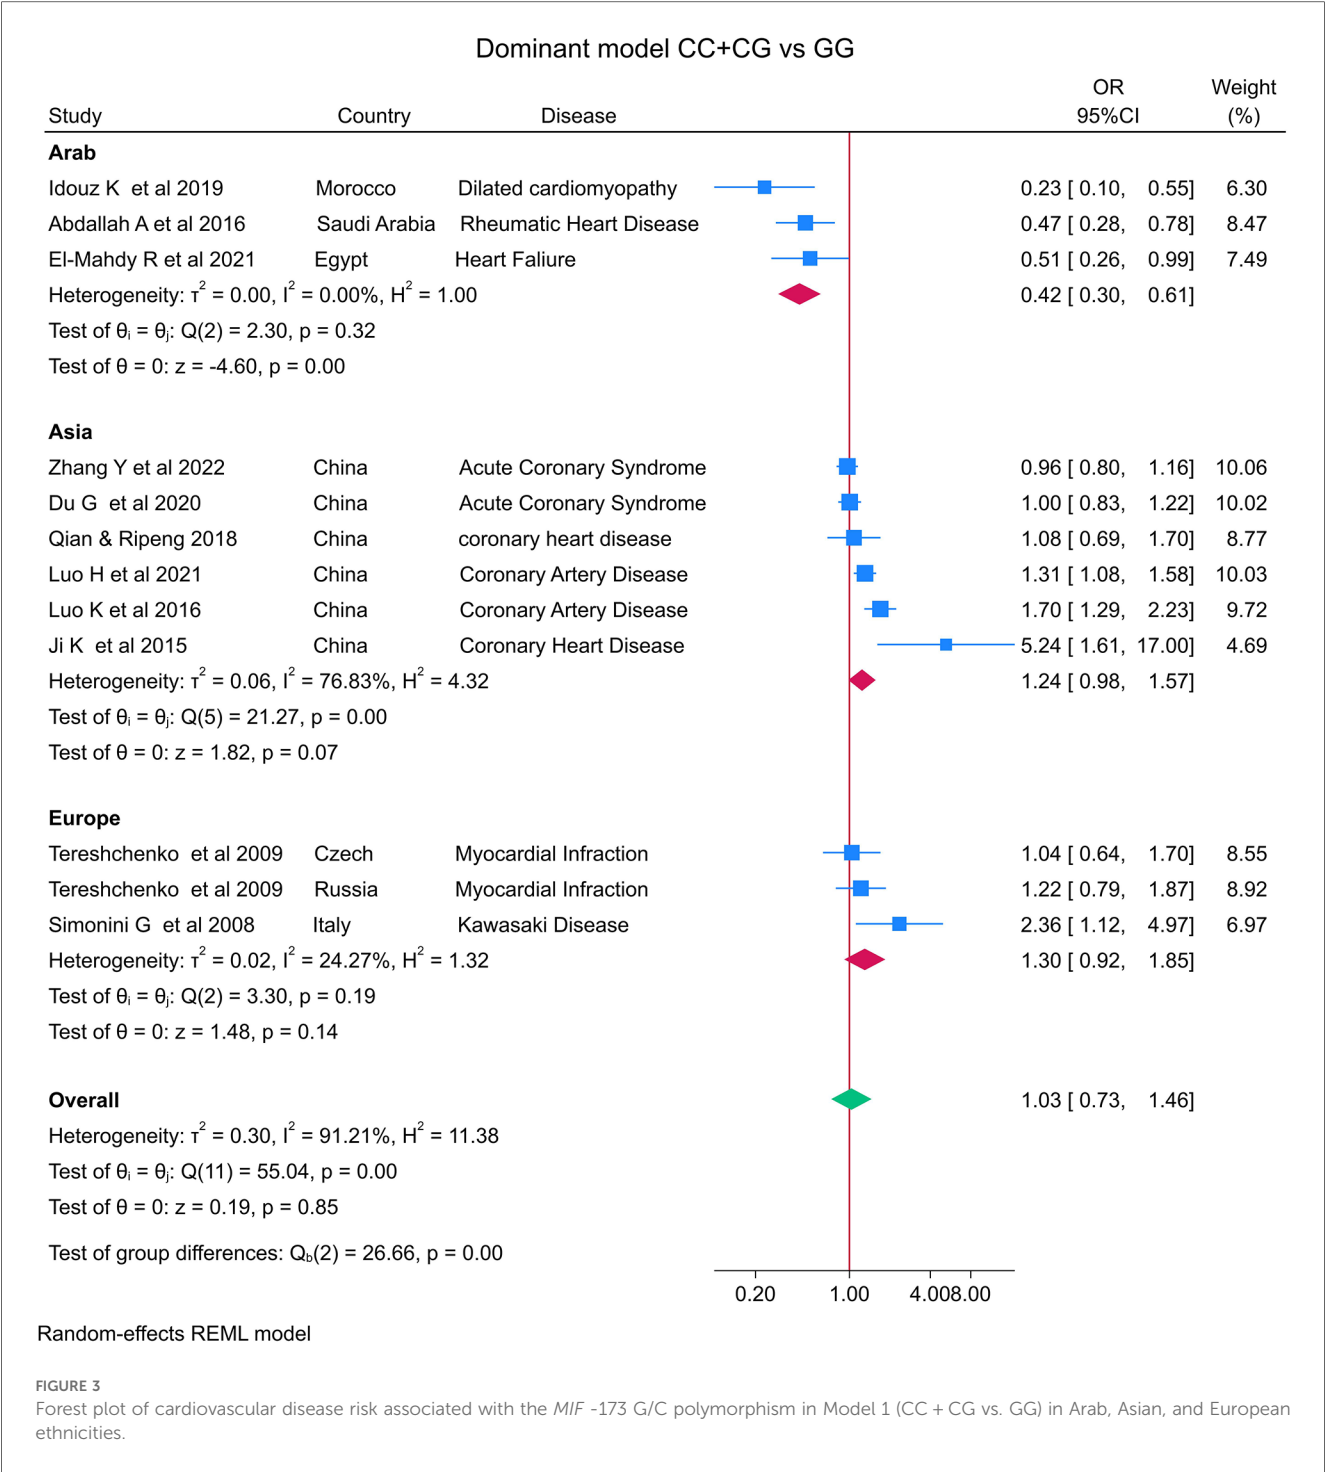 Dominant model CC+CG vs GG
OR Weight
Study Country Disease 95%CI (%)
Arab
Idouz K et al 2019 Morocco Dilated cardiomyopathy 0.23 [ 0.10, 0.55] 6.30
Abdallah A et al 2016 Saudi Arabia Rheumatic Heart Disease 0.47 [ 0.28, 0.78] 8.47
El-Mahdy R et al 2021 Egypt Heart Faliure 0.51 [ 0.26, 0.99] 7.49
Heterogeneity: τ² = 0.00, I² = 0.00%, H² = 1.00 0.42 [ 0.30, 0.61]
Test of θᵢ = θⱼ: Q(2) = 2.30, p = 0.32
Test of θ = 0: z = -4.60, p = 0.00
Asia
Zhang Y et al 2022 China Acute Coronary Syndrome 0.96 [ 0.80, 1.16] 10.06
Du G et al 2020 China Acute Coronary Syndrome 1.00 [ 0.83, 1.22] 10.02
Qian & Ripeng 2018 China coronary heart disease 1.08 [ 0.69, 1.70] 8.77
Luo H et al 2021 China Coronary Artery Disease 1.31 [ 1.08, 1.58] 10.03
Luo K et al 2016 China Coronary Artery Disease 1.70 [ 1.29, 2.23] 9.72
Ji K et al 2015 China Coronary Heart Disease 5.24 [ 1.61, 17.00] 4.69
Heterogeneity: τ² = 0.06, I² = 76.83%, H² = 4.32 1.24 [ 0.98, 1.57]
Test of θᵢ = θⱼ: Q(5) = 21.27, p = 0.00
Test of θ = 0: z = 1.82, p = 0.07
Europe
Tereshchenko et al 2009 Czech Myocardial Infraction 1.04 [ 0.64, 1.70] 8.55
Tereshchenko et al 2009 Russia Myocardial Infraction 1.22 [ 0.79, 1.87] 8.92
Simonini G et al 2008 Italy Kawasaki Disease 2.36 [ 1.12, 4.97] 6.97
Heterogeneity: τ² = 0.02, I² = 24.27%, H² = 1.32 1.30 [ 0.92, 1.85]
Test of θᵢ = θⱼ: Q(2) = 3.30, p = 0.19
Test of θ = 0: z = 1.48, p = 0.14
Overall 1.03 [ 0.73, 1.46]
Heterogeneity: τ² = 0.30, I² = 91.21%, H² = 11.38
Test of θᵢ = θⱼ: Q(11) = 55.04, p = 0.00
Test of θ = 0: z = 0.19, p = 0.85
Test of group differences: Q_b(2) = 26.66, p = 0.00
0.20 1.00 4.00 8.00
Random-effects REML model
FIGURE 3
Forest plot of cardiovascular disease risk associated with the MIF -173 G/C polymorphism in Model 1 (CC + CG vs. GG) in Arab, Asian, and European
ethnicities.